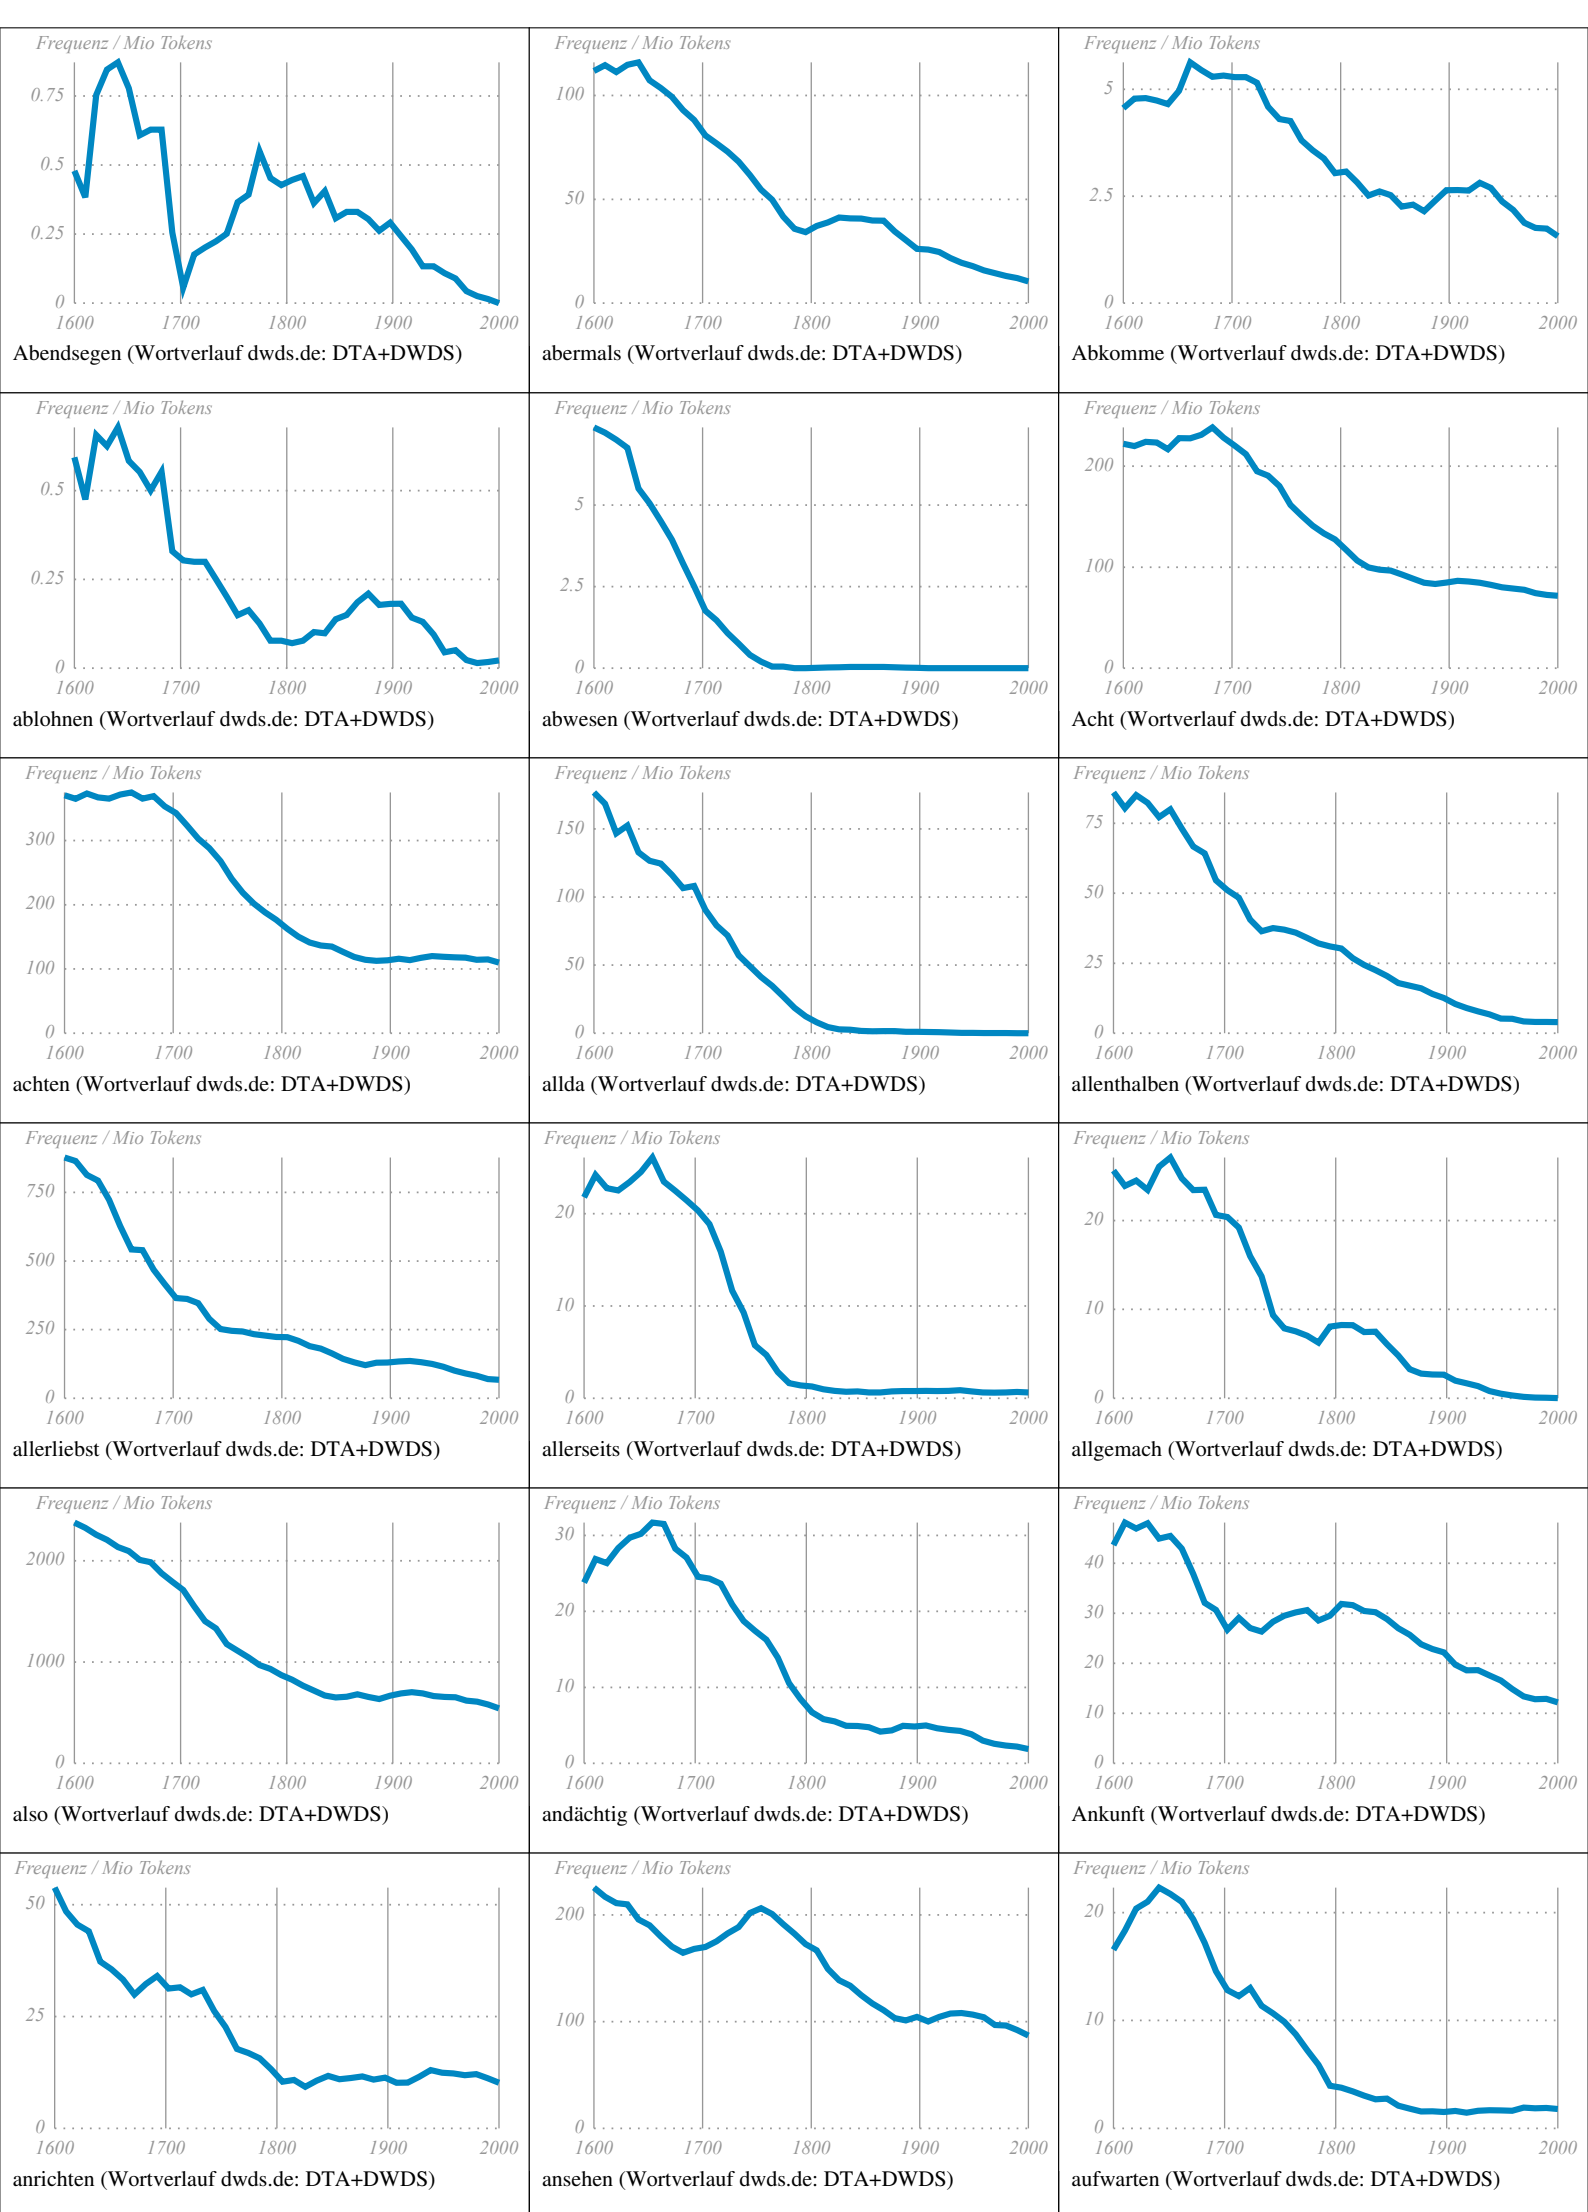 Frequenz / Mio Tokens
0.75
0.5
0.25
0
1600 1700 1800 1900 2000
Abendsegen (Wortverlauf dwds.de: DTA+DWDS)
Frequenz / Mio Tokens
100
50
0
1600 1700 1800 1900 2000
abermals (Wortverlauf dwds.de: DTA+DWDS)
Frequenz / Mio Tokens
5
2.5
0
1600 1700 1800 1900 2000
Abkomme (Wortverlauf dwds.de: DTA+DWDS)
Frequenz / Mio Tokens
0.5
0.25
0
1600 1700 1800 1900 2000
ablohnen (Wortverlauf dwds.de: DTA+DWDS)
Frequenz / Mio Tokens
5
2.5
0
1600 1700 1800 1900 2000
abwesen (Wortverlauf dwds.de: DTA+DWDS)
Frequenz / Mio Tokens
200
100
0
1600 1700 1800 1900 2000
Acht (Wortverlauf dwds.de: DTA+DWDS)
Frequenz / Mio Tokens
300
200
100
0
1600 1700 1800 1900 2000
achten (Wortverlauf dwds.de: DTA+DWDS)
Frequenz / Mio Tokens
150
100
50
0
1600 1700 1800 1900 2000
allda (Wortverlauf dwds.de: DTA+DWDS)
Frequenz / Mio Tokens
75
50
25
0
1600 1700 1800 1900 2000
allenthalben (Wortverlauf dwds.de: DTA+DWDS)
Frequenz / Mio Tokens
750
500
250
0
1600 1700 1800 1900 2000
allerliebst (Wortverlauf dwds.de: DTA+DWDS)
Frequenz / Mio Tokens
20
10
0
1600 1700 1800 1900 2000
allerseits (Wortverlauf dwds.de: DTA+DWDS)
Frequenz / Mio Tokens
20
10
0
1600 1700 1800 1900 2000
allgemach (Wortverlauf dwds.de: DTA+DWDS)
Frequenz / Mio Tokens
2000
1000
0
1600 1700 1800 1900 2000
also (Wortverlauf dwds.de: DTA+DWDS)
Frequenz / Mio Tokens
30
20
10
0
1600 1700 1800 1900 2000
andächtig (Wortverlauf dwds.de: DTA+DWDS)
Frequenz / Mio Tokens
40
30
20
10
0
1600 1700 1800 1900 2000
Ankunft (Wortverlauf dwds.de: DTA+DWDS)
Frequenz / Mio Tokens
50
25
0
1600 1700 1800 1900 2000
anrichten (Wortverlauf dwds.de: DTA+DWDS)
Frequenz / Mio Tokens
200
100
0
1600 1700 1800 1900 2000
ansehen (Wortverlauf dwds.de: DTA+DWDS)
Frequenz / Mio Tokens
20
10
0
1600 1700 1800 1900 2000
aufwarten (Wortverlauf dwds.de: DTA+DWDS)